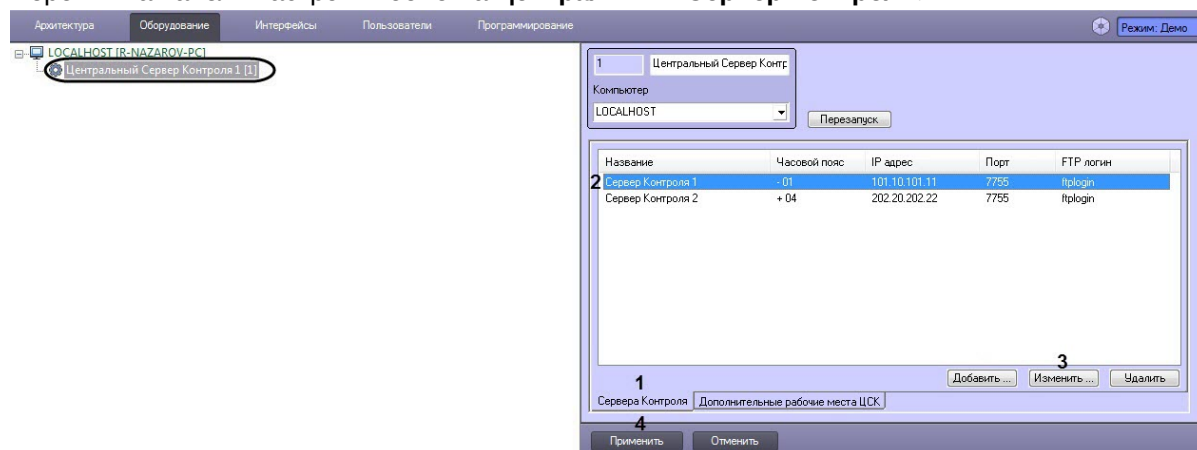 Архитектура Оборудование Интерфейсы Пользователи Программирование Режим: Демо
LOCALHOST [R-NAZAROV-PC]
Центральный Сервер Контроля 1 [1]
1 Центральный Сервер Контр
Компьютер
LOCALHOST Перезапуск
Название Часовой пояс IP адрес Порт FTP логин
2 Сервер Контроля 1 - 01 101.10.101.11 7755 ftplogin
Сервер Контроля 2 + 04 202.20.202.22 7755 ftplogin
3
Добавить ... Изменить ... Удалить
1
Сервера Контроля Дополнительные рабочие места ЦСК
4
Применить Отменить